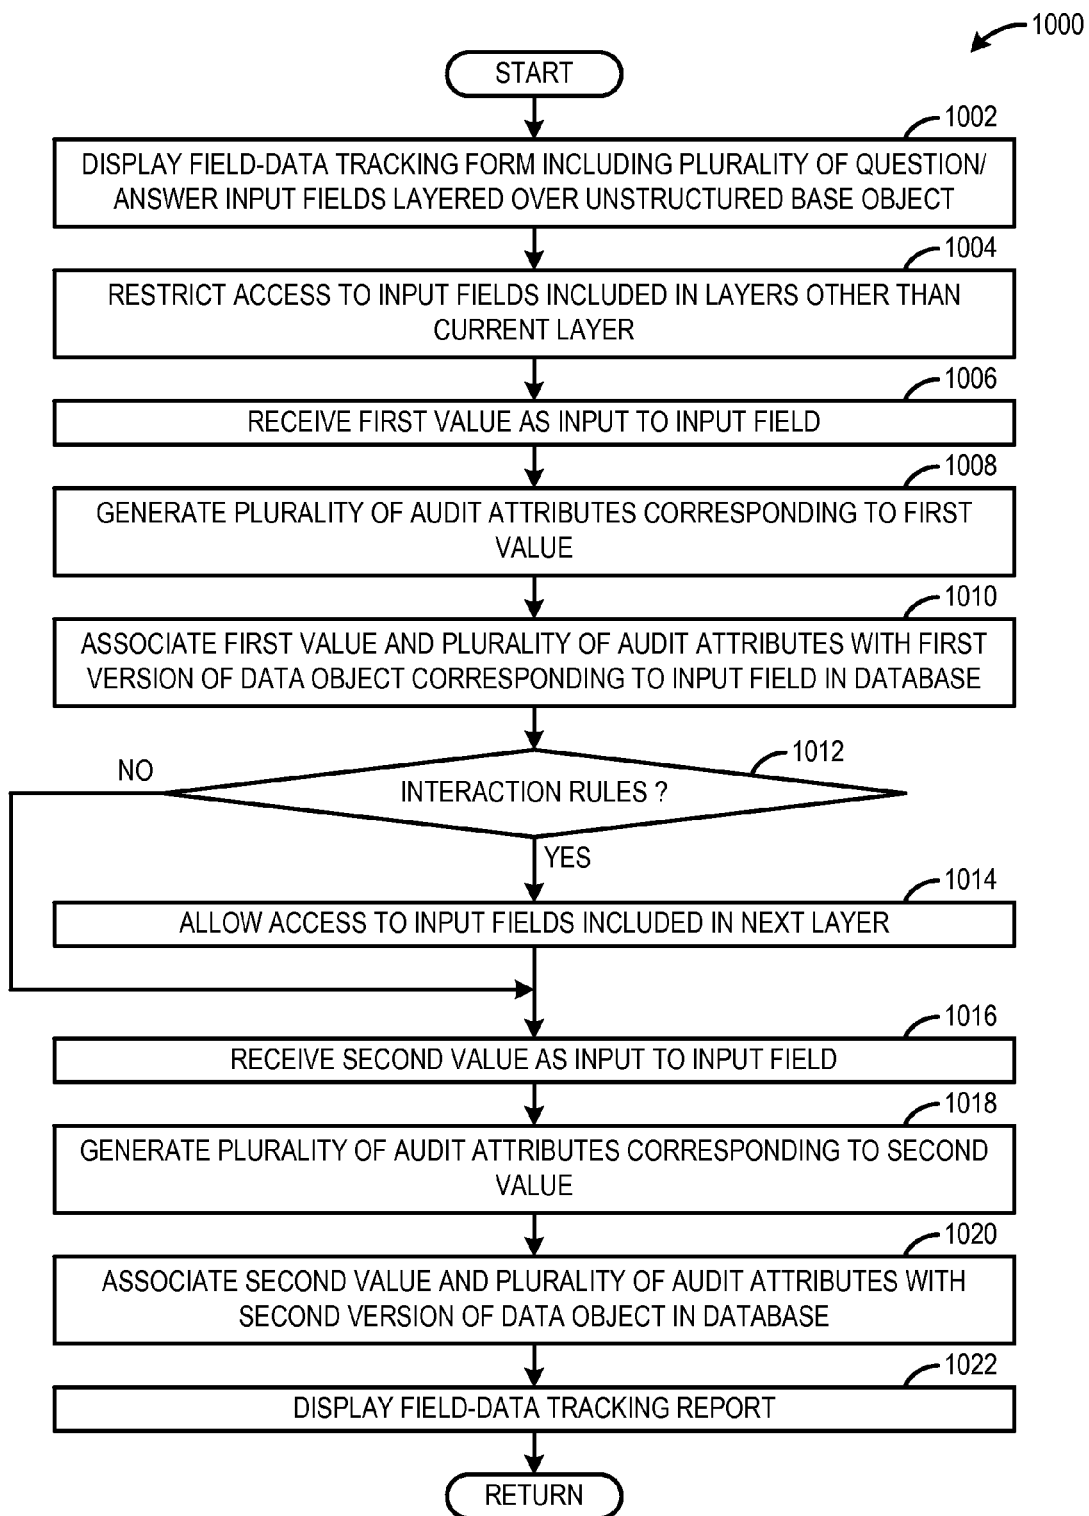 1000
START
1002
DISPLAY FIELD-DATA TRACKING FORM INCLUDING PLURALITY OF QUESTION/
ANSWER INPUT FIELDS LAYERED OVER UNSTRUCTURED BASE OBJECT
1004
RESTRICT ACCESS TO INPUT FIELDS INCLUDED IN LAYERS OTHER THAN
CURRENT LAYER
1006
RECEIVE FIRST VALUE AS INPUT TO INPUT FIELD
1008
GENERATE PLURALITY OF AUDIT ATTRIBUTES CORRESPONDING TO FIRST
VALUE
1010
ASSOCIATE FIRST VALUE AND PLURALITY OF AUDIT ATTRIBUTES WITH FIRST
VERSION OF DATA OBJECT CORRESPONDING TO INPUT FIELD IN DATABASE
1012
NO
INTERACTION RULES ?
YES
1014
ALLOW ACCESS TO INPUT FIELDS INCLUDED IN NEXT LAYER
1016
RECEIVE SECOND VALUE AS INPUT TO INPUT FIELD
1018
GENERATE PLURALITY OF AUDIT ATTRIBUTES CORRESPONDING TO SECOND
VALUE
1020
ASSOCIATE SECOND VALUE AND PLURALITY OF AUDIT ATTRIBUTES WITH
SECOND VERSION OF DATA OBJECT IN DATABASE
1022
DISPLAY FIELD-DATA TRACKING REPORT
RETURN